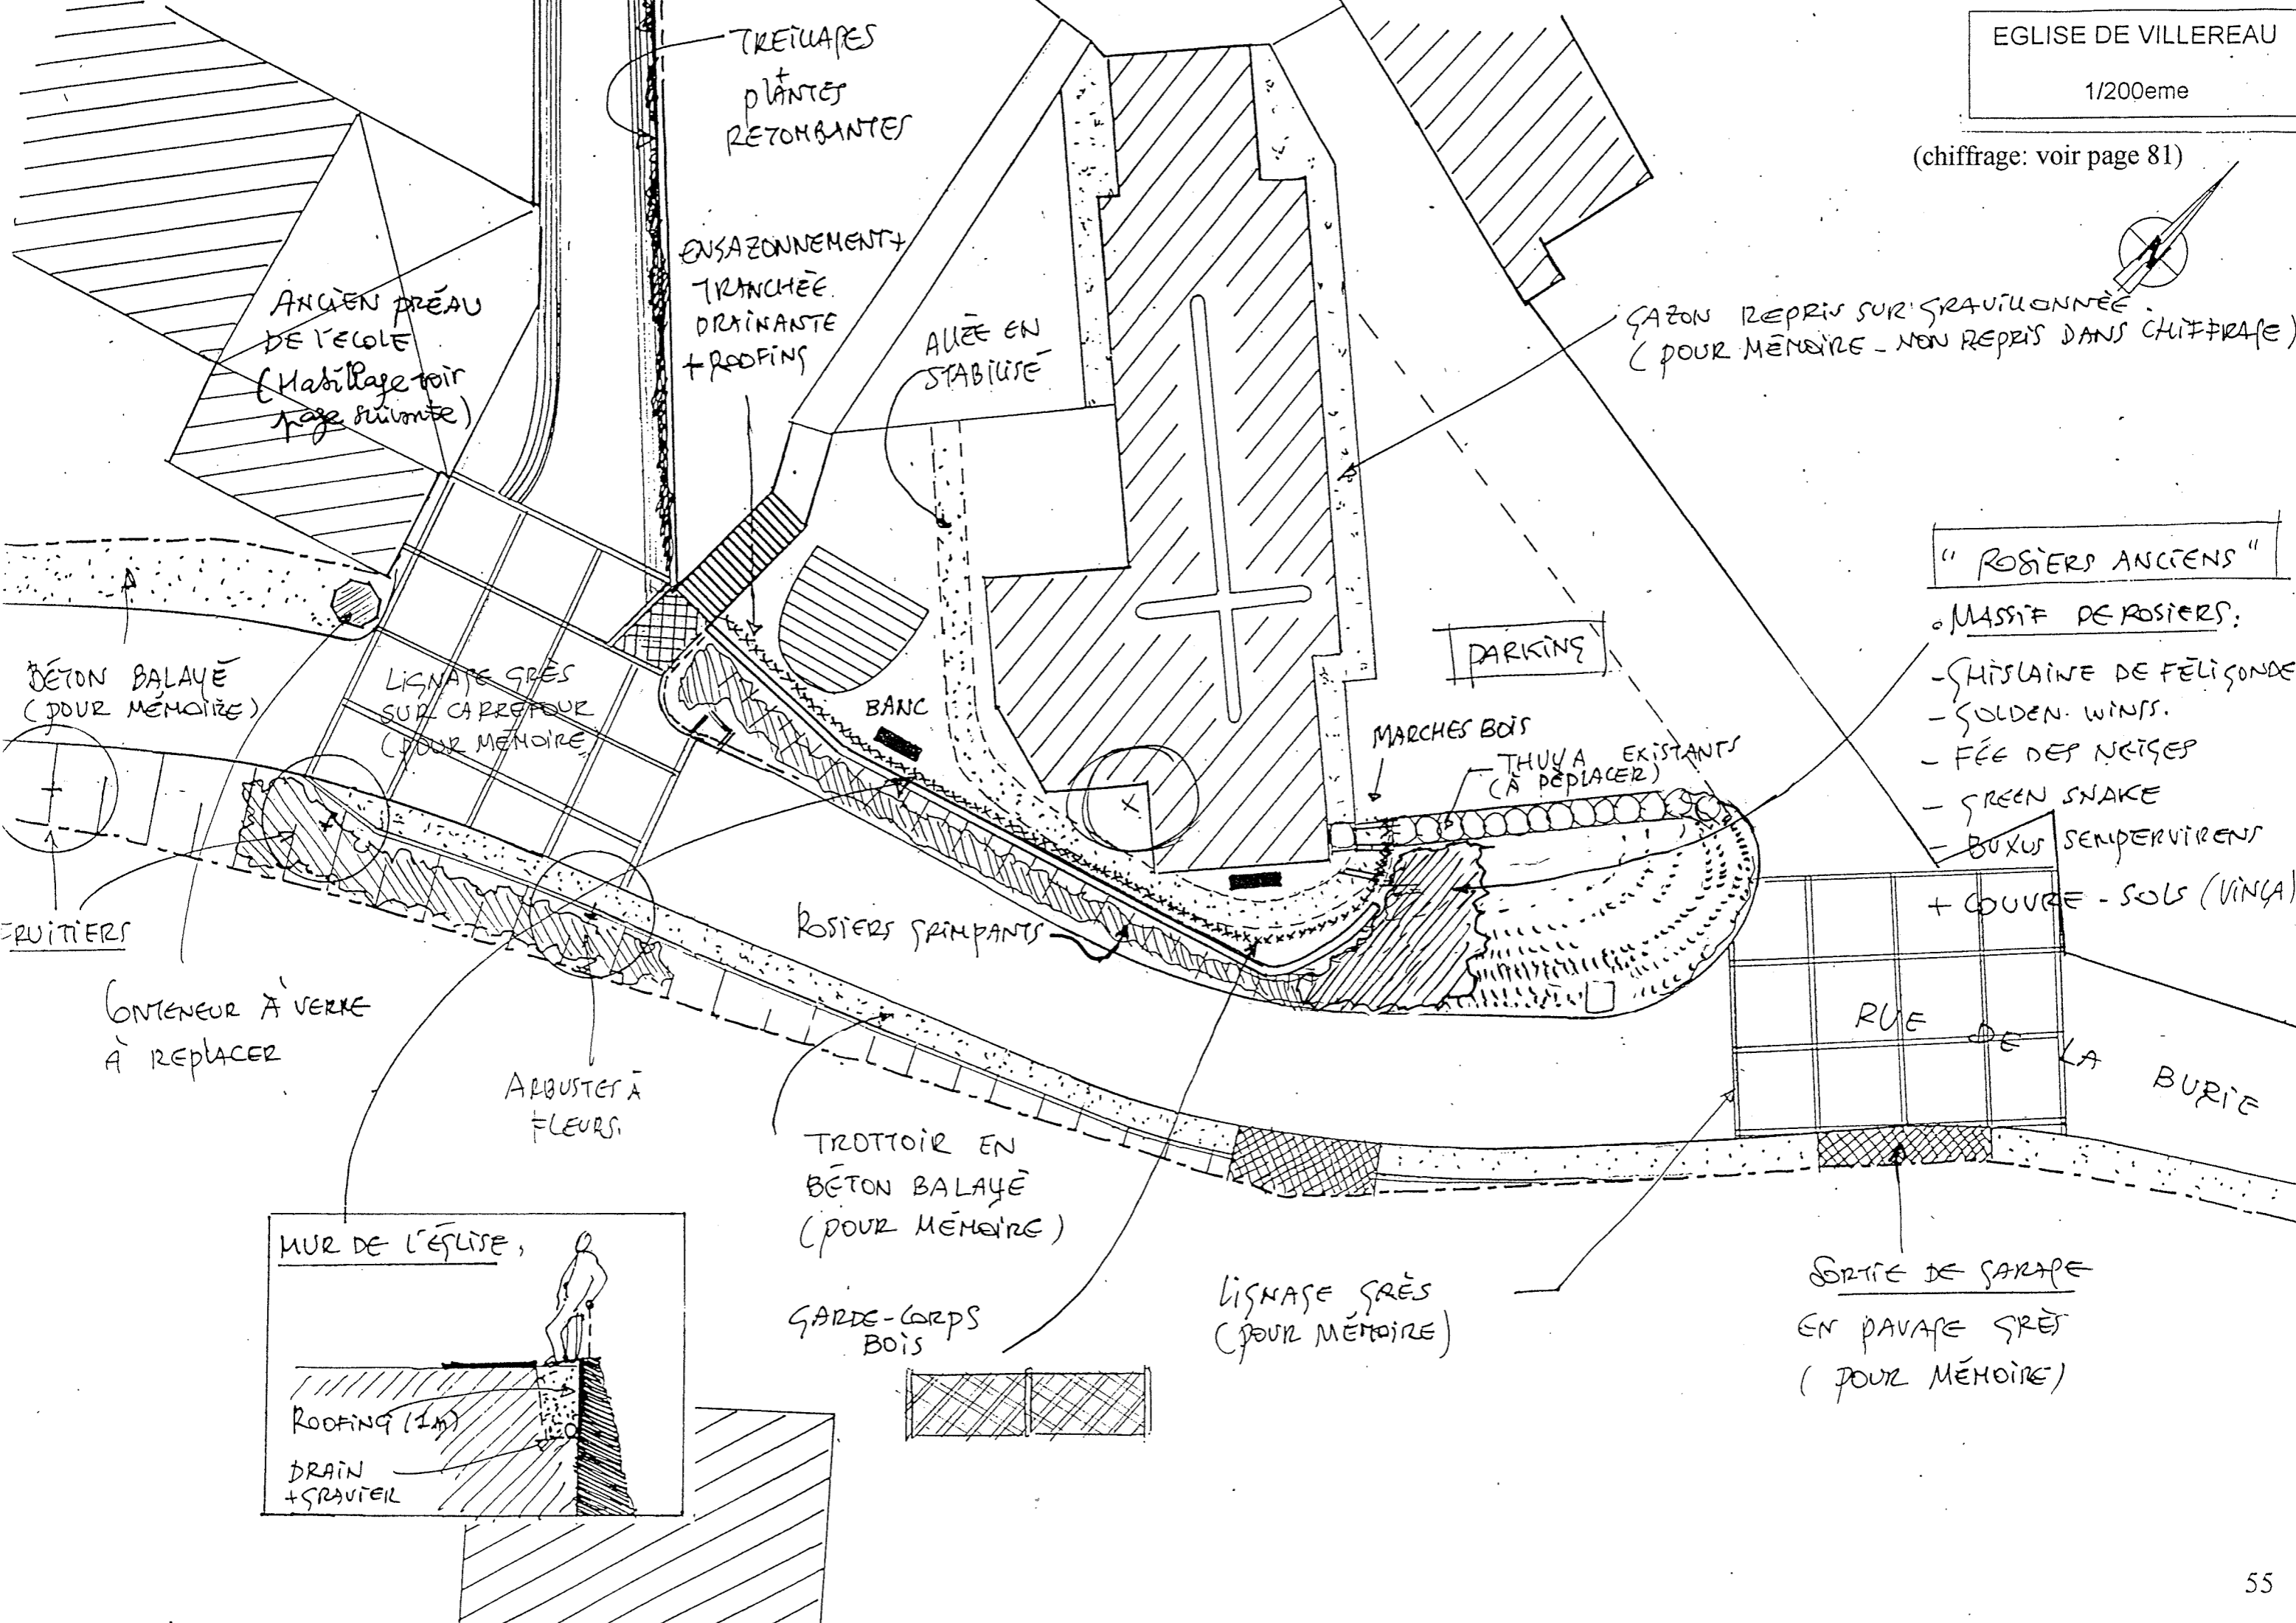 EGLISE DE VILLEREAU
1/200eme
(chiffrage: voir page 81)
N
TREILLAGES
+
PLANTES
RETOMBANTES
ENGAZONNEMENT+
TRANCHÉE
DRAINANTE
+ROOFING
ALLÉE EN
STABILISÉ
ANCIEN PRÉAU
DE L'ECOLE
(Habillage voir
page suivante)
GAZON REPRIS SUR GRAVILLONNÉE.
(POUR MÉMOIRE - NON REPRIS DANS CHIFFRAGE)
"ROSIERS ANCIENS"
MASSIF DE ROSIERS:
- GHISLAINE DE FÉLIGONDE
- GOLDEN. WINGS.
- FÉE DES NEIGES
- GREEN SNAKE
- BUXUS SEMPERVIRENS
+ COUVRE-SOLS (VINCA)
PARKING
MARCHES BOIS
THUYA EXISTANTS
(À DÉPLACER)
BANC
BÉTON BALAYÉ
(POUR MÉMOIRE)
LIGNAGE GRÈS
SUR CARREFOUR
(POUR MÉMOIRE
FRUITIERS
ROSIERS GRIMPANTS
CONTENEUR À VERRE
À REPLACER
ARBUSTES À
FLEURS.
RUE DE LA BURIE
TROTTOIR EN
BÉTON BALAYÉ
(POUR MÉMOIRE)
MUR DE L'ÉGLISE,
ROOFING (1M)
DRAIN
+GRAVIER
GARDE-CORPS
BOIS
LIGNAGE GRÈS
(POUR MÉMOIRE)
SORTIE DE GARAGE
EN PAVAGE GRÈS
(POUR MÉMOIRE)
55